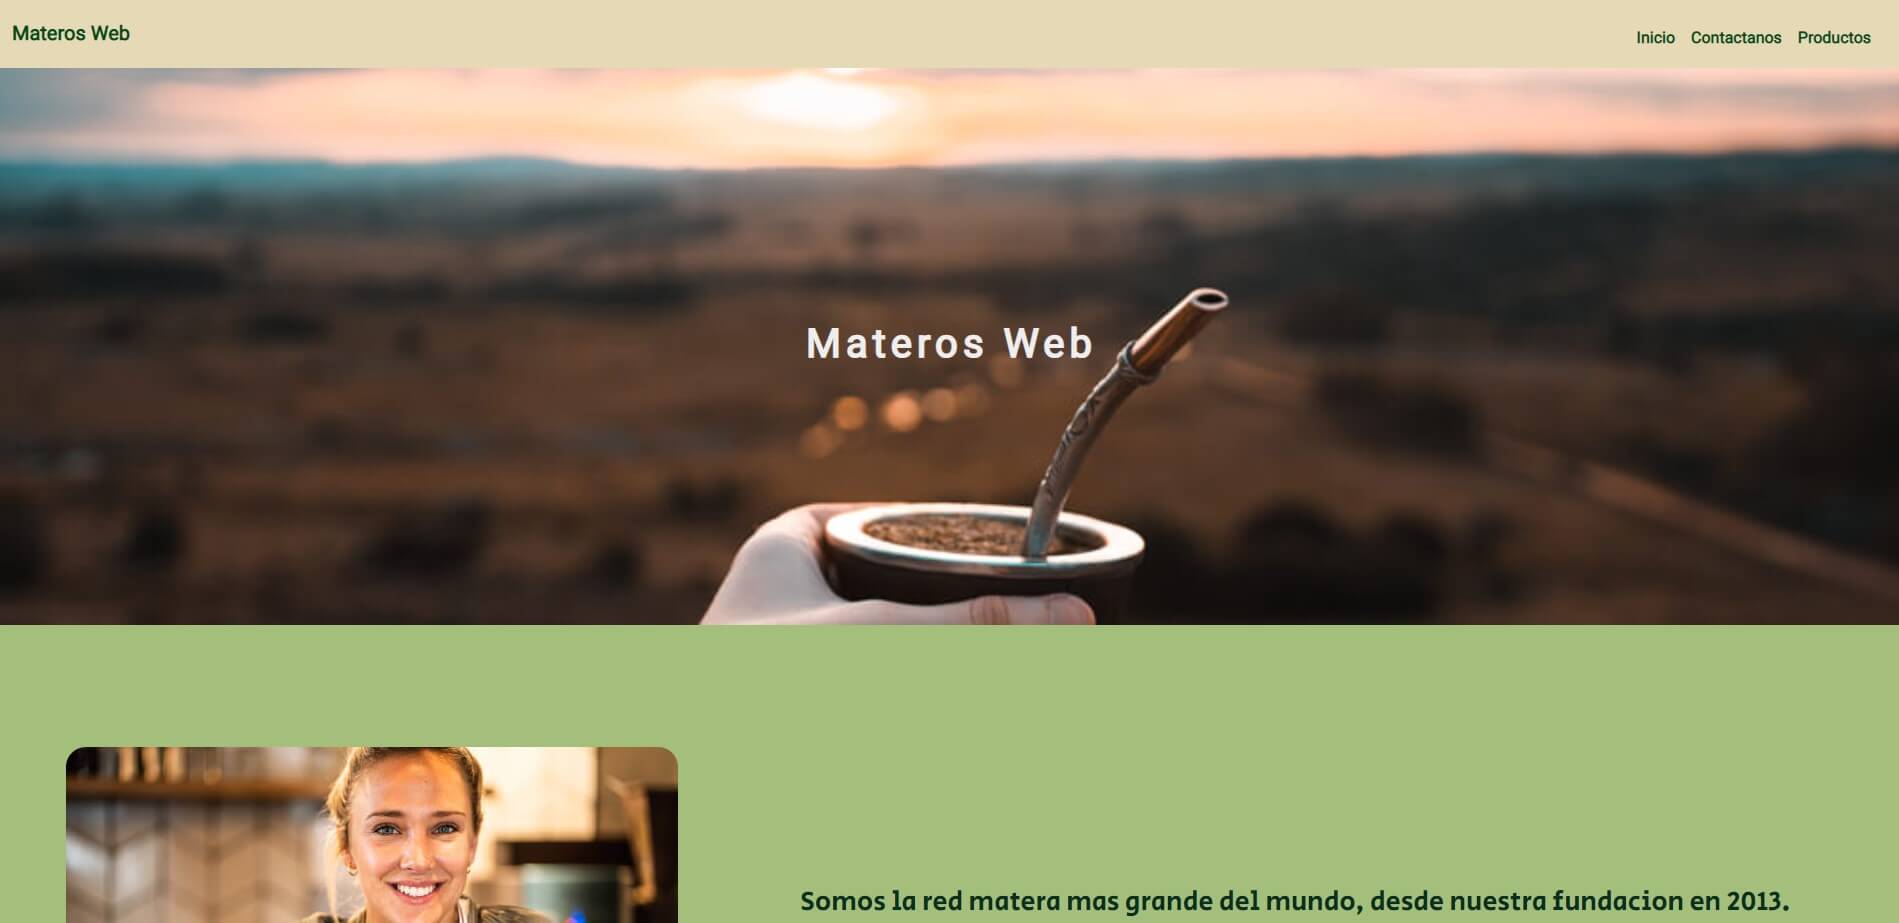 Materos Web
Inicio Contactanos Productos
Materos Web
Somos la red matera mas grande del mundo, desde nuestra fundacion en 2013.